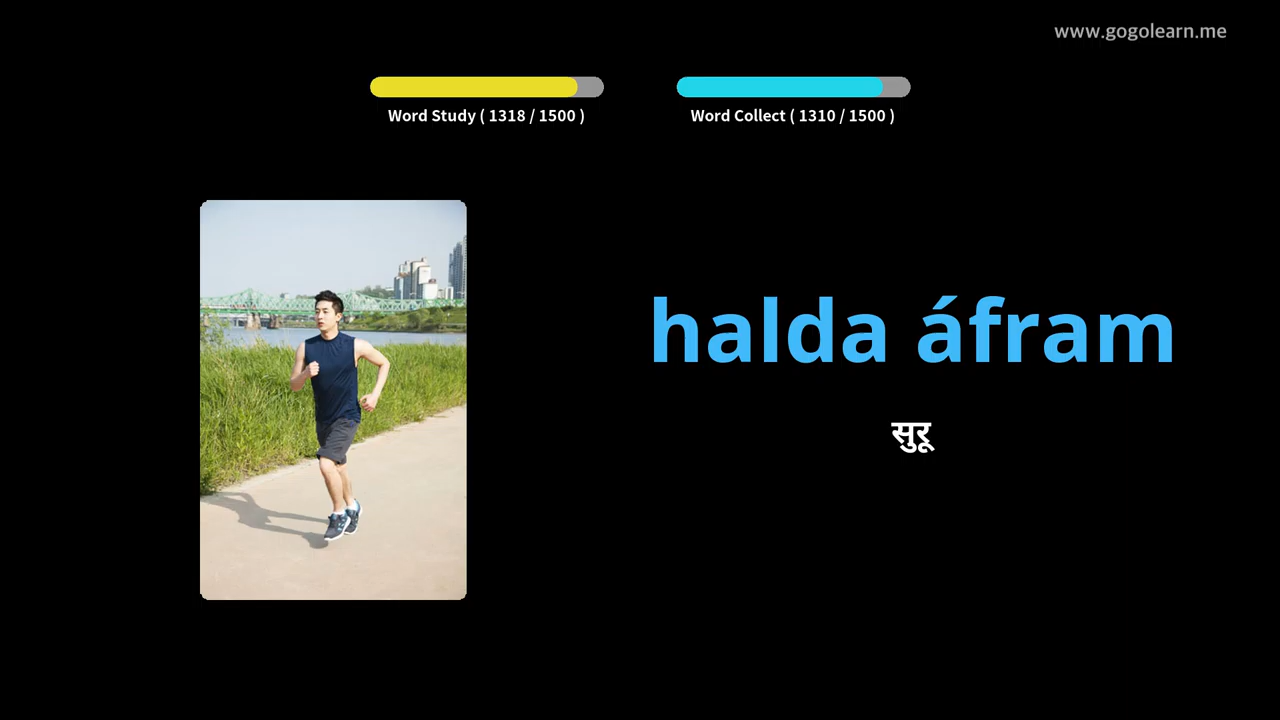 www.gogolearn.me
Word Study ( 1318 / 1500 )
Word Collect ( 1310 / 1500 )
halda áfram
सुरू